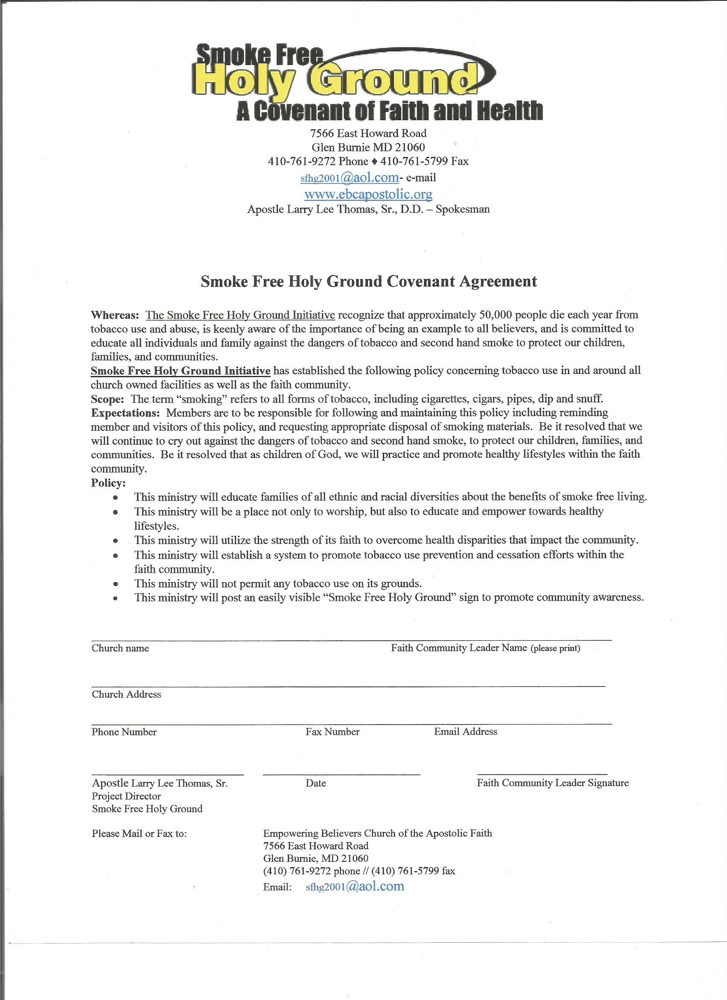 Smoke Free
Holy Ground
A Covenant of Faith and Health
7566 East Howard Road
Glen Burnie MD 21060
410-761-9272 Phone ♦ 410-761-5799 Fax
sfhg2001@aol.com- e-mail
www.ebcapostolic.org
Apostle Larry Lee Thomas, Sr., D.D. – Spokesman
Smoke Free Holy Ground Covenant Agreement
Whereas: The Smoke Free Holy Ground Initiative recognize that approximately 50,000 people die each year from
tobacco use and abuse, is keenly aware of the importance of being an example to all believers, and is committed to
educate all individuals and family against the dangers of tobacco and second hand smoke to protect our children,
families, and communities.
Smoke Free Holy Ground Initiative has established the following policy concerning tobacco use in and around all
church owned facilities as well as the faith community.
Scope: The term “smoking” refers to all forms of tobacco, including cigarettes, cigars, pipes, dip and snuff.
Expectations: Members are to be responsible for following and maintaining this policy including reminding
member and visitors of this policy, and requesting appropriate disposal of smoking materials. Be it resolved that we
will continue to cry out against the dangers of tobacco and second hand smoke, to protect our children, families, and
communities. Be it resolved that as children of God, we will practice and promote healthy lifestyles within the faith
community.
Policy:
• This ministry will educate families of all ethnic and racial diversities about the benefits of smoke free living.
• This ministry will be a place not only to worship, but also to educate and empower towards healthy
lifestyles.
• This ministry will utilize the strength of its faith to overcome health disparities that impact the community.
• This ministry will establish a system to promote tobacco use prevention and cessation efforts within the
faith community.
• This ministry will not permit any tobacco use on its grounds.
• This ministry will post an easily visible “Smoke Free Holy Ground” sign to promote community awareness.
Church name Faith Community Leader Name (please print)
Church Address
Phone Number Fax Number Email Address
Apostle Larry Lee Thomas, Sr. Date Faith Community Leader Signature
Project Director
Smoke Free Holy Ground
Please Mail or Fax to: Empowering Believers Church of the Apostolic Faith
7566 East Howard Road
Glen Burnie, MD 21060
(410) 761-9272 phone // (410) 761-5799 fax
Email: sfhg2001@aol.com